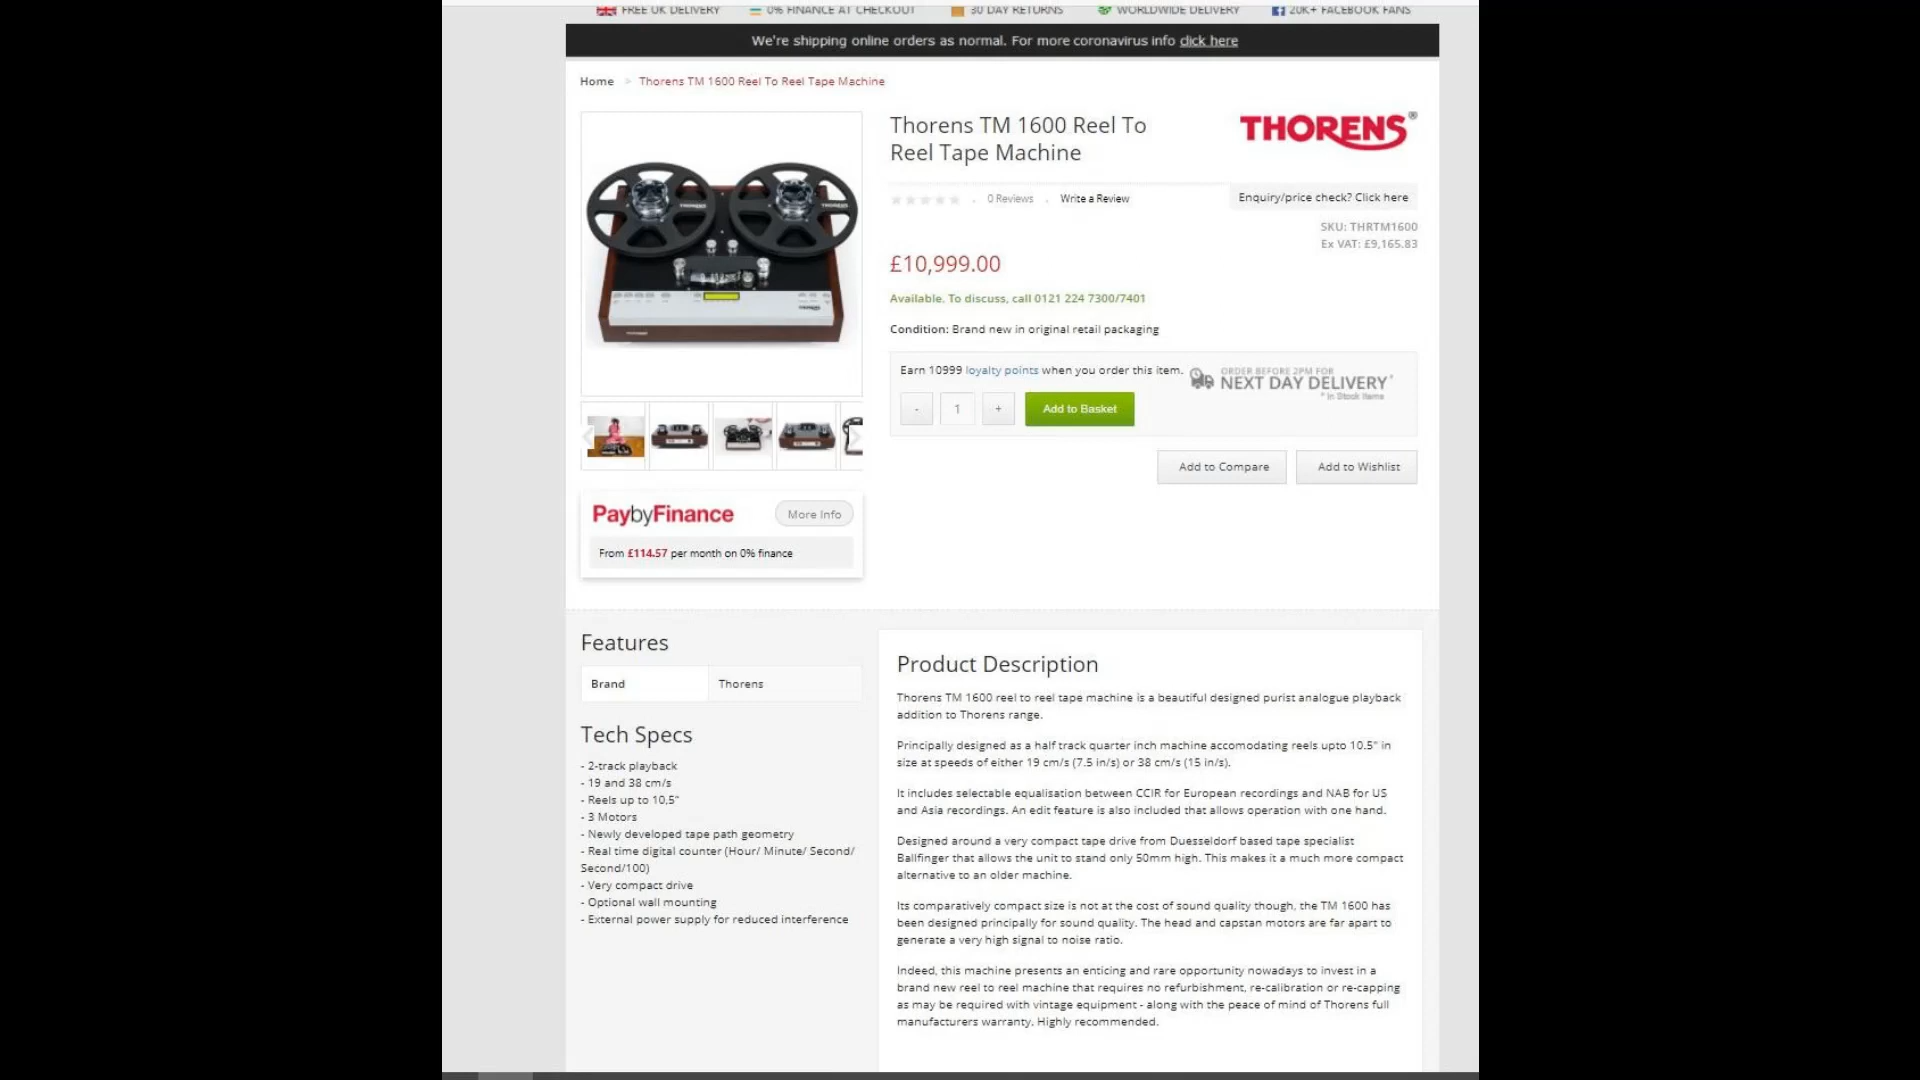 FREE UK DELIVERY
0% FINANCE AT CHECKOUT
30 DAY RETURNS
WORLDWIDE DELIVERY
20K+ FACEBOOK FANS
We're shipping online orders as normal. For more coronavirus info click here
Home > Thorens TM 1600 Reel To Reel Tape Machine
Thorens TM 1600 Reel To
Reel Tape Machine
THORENS®
0 Reviews . Write a Review
Enquiry/price check? Click here
SKU: THRTM1600
Ex VAT: £9,165.83
£10,999.00
Available. To discuss, call 0121 224 7300/7401
Condition: Brand new in original retail packaging
Earn 10999 loyalty points when you order this item.
ORDER BEFORE 2PM FOR
NEXT DAY DELIVERY*
* In Stock Items
- 1 + Add to Basket
Add to Compare
Add to Wishlist
PaybyFinance
More Info
From £114.57 per month on 0% finance
Features
Brand Thorens
Tech Specs
- 2-track playback
- 19 and 38 cm/s
- Reels up to 10,5"
- 3 Motors
- Newly developed tape path geometry
- Real time digital counter (Hour/ Minute/ Second/
Second/100)
- Very compact drive
- Optional wall mounting
- External power supply for reduced interference
Product Description
Thorens TM 1600 reel to reel tape machine is a beautiful designed purist analogue playback
addition to Thorens range.
Principally designed as a half track quarter inch machine accomodating reels upto 10.5" in
size at speeds of either 19 cm/s (7.5 in/s) or 38 cm/s (15 in/s).
It includes selectable equalisation between CCIR for European recordings and NAB for US
and Asia recordings. An edit feature is also included that allows operation with one hand.
Designed around a very compact tape drive from Duesseldorf based tape specialist
Ballfinger that allows the unit to stand only 50mm high. This makes it a much more compact
alternative to an older machine.
Its comparatively compact size is not at the cost of sound quality though, the TM 1600 has
been designed principally for sound quality. The head and capstan motors are far apart to
generate a very high signal to noise ratio.
Indeed, this machine presents an enticing and rare opportunity nowadays to invest in a
brand new reel to reel machine that requires no refurbishment, re-calibration or re-capping
as may be required with vintage equipment - along with the peace of mind of Thorens full
manufacturers warranty. Highly recommended.